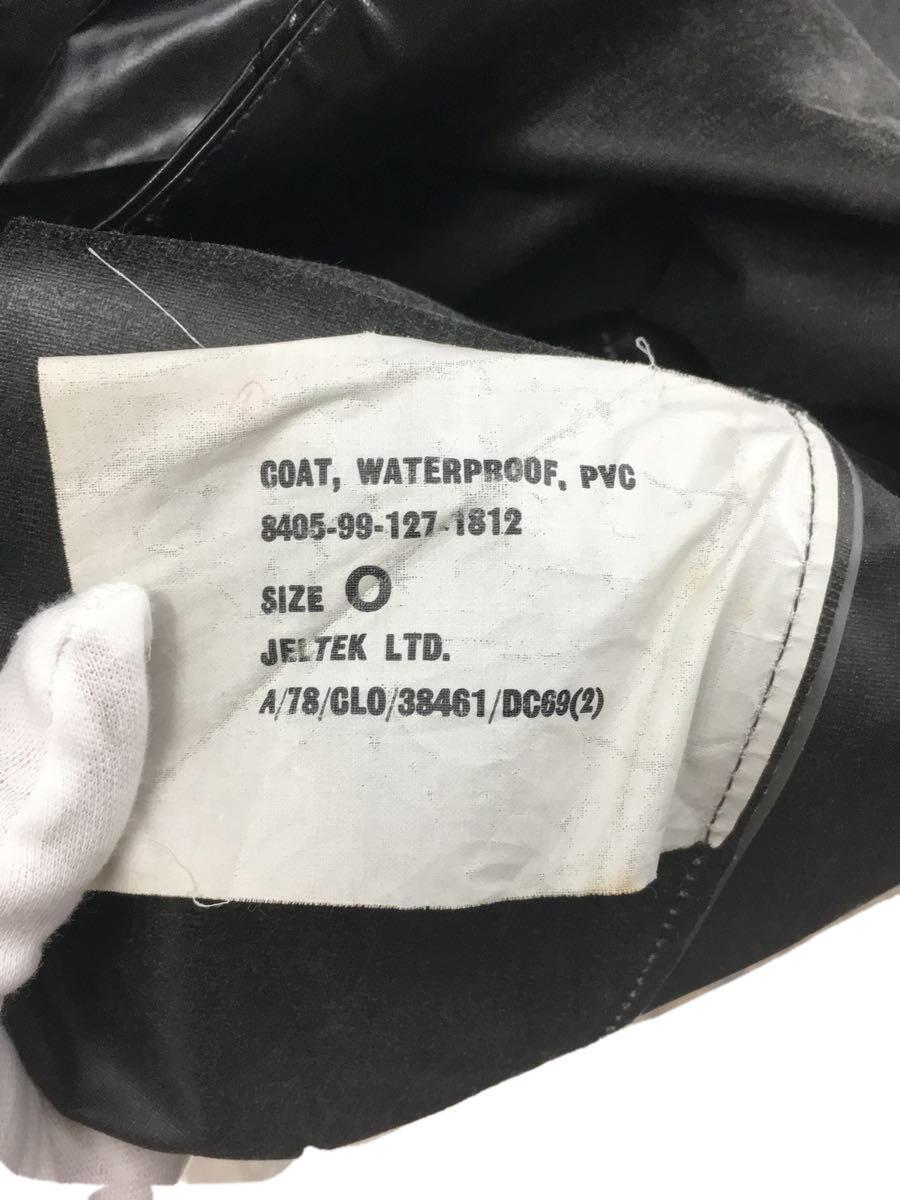 COAT, WATERPROOF, PVC
8405-99-127-1812
SIZE O
JELTEK LTD.
A/78/CLO/38461/DC69(2)